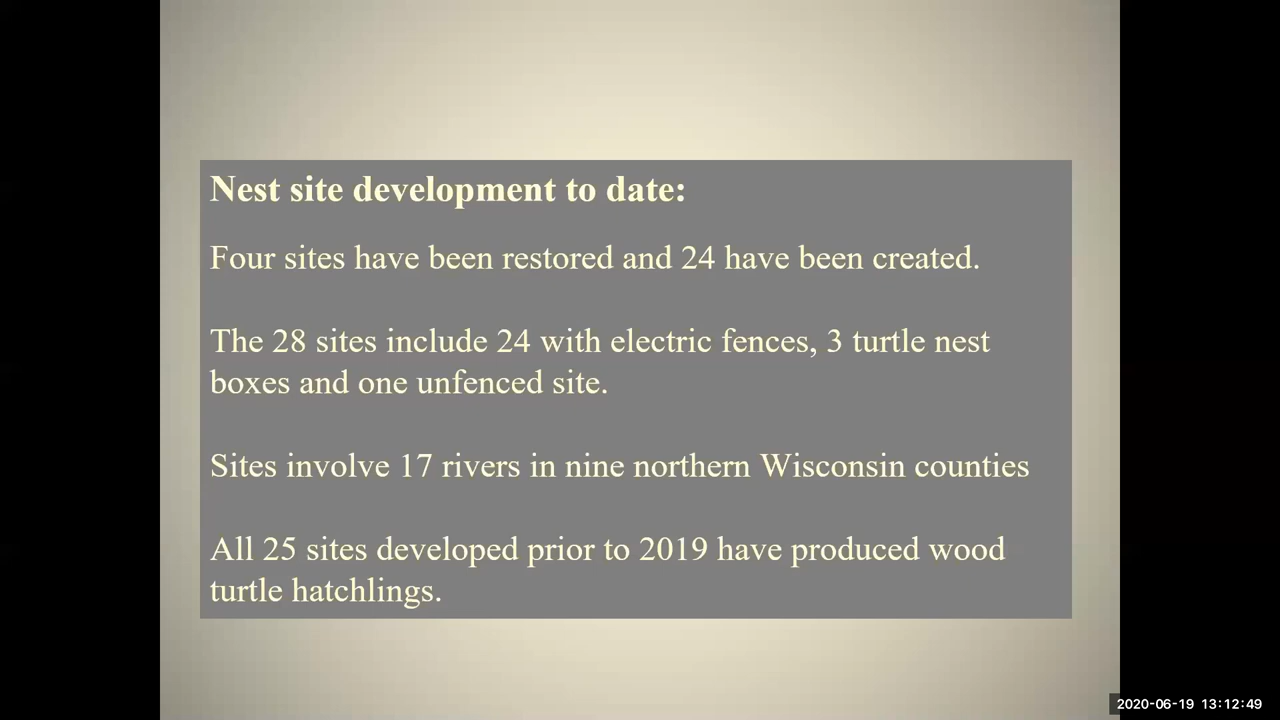 Nest site development to date:
Four sites have been restored and 24 have been created.
The 28 sites include 24 with electric fences, 3 turtle nest
boxes and one unfenced site.
Sites involve 17 rivers in nine northern Wisconsin counties
All 25 sites developed prior to 2019 have produced wood
turtle hatchlings.
2020-06-19 13:12:49